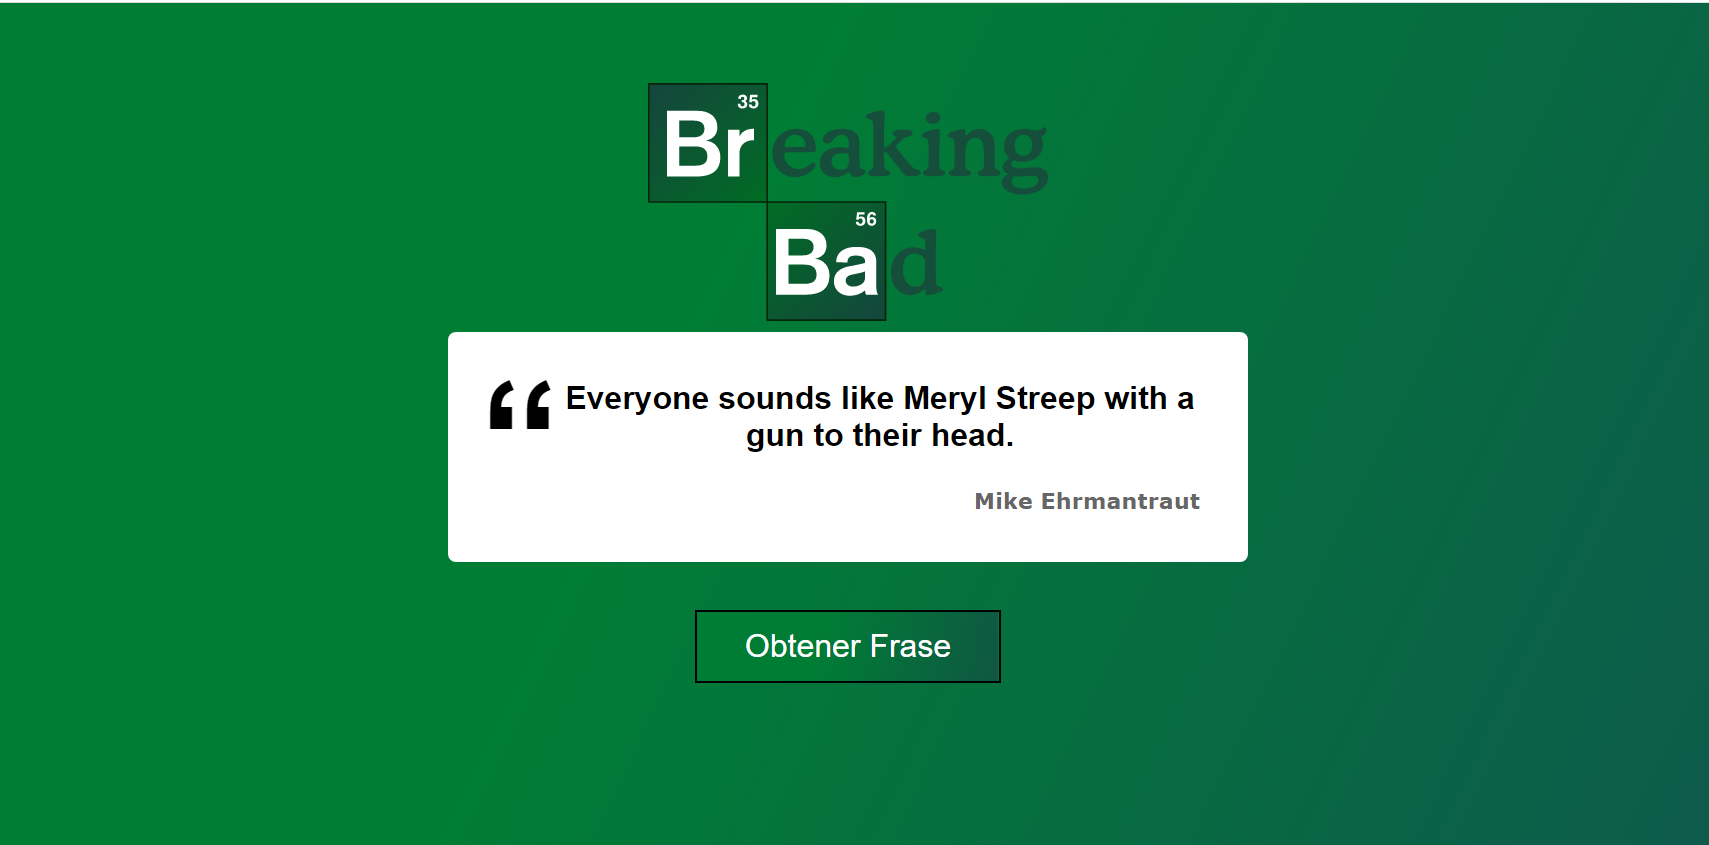 35
Breaking
56
Bad
“ Everyone sounds like Meryl Streep with a
gun to their head.
Mike Ehrmantraut
Obtener Frase